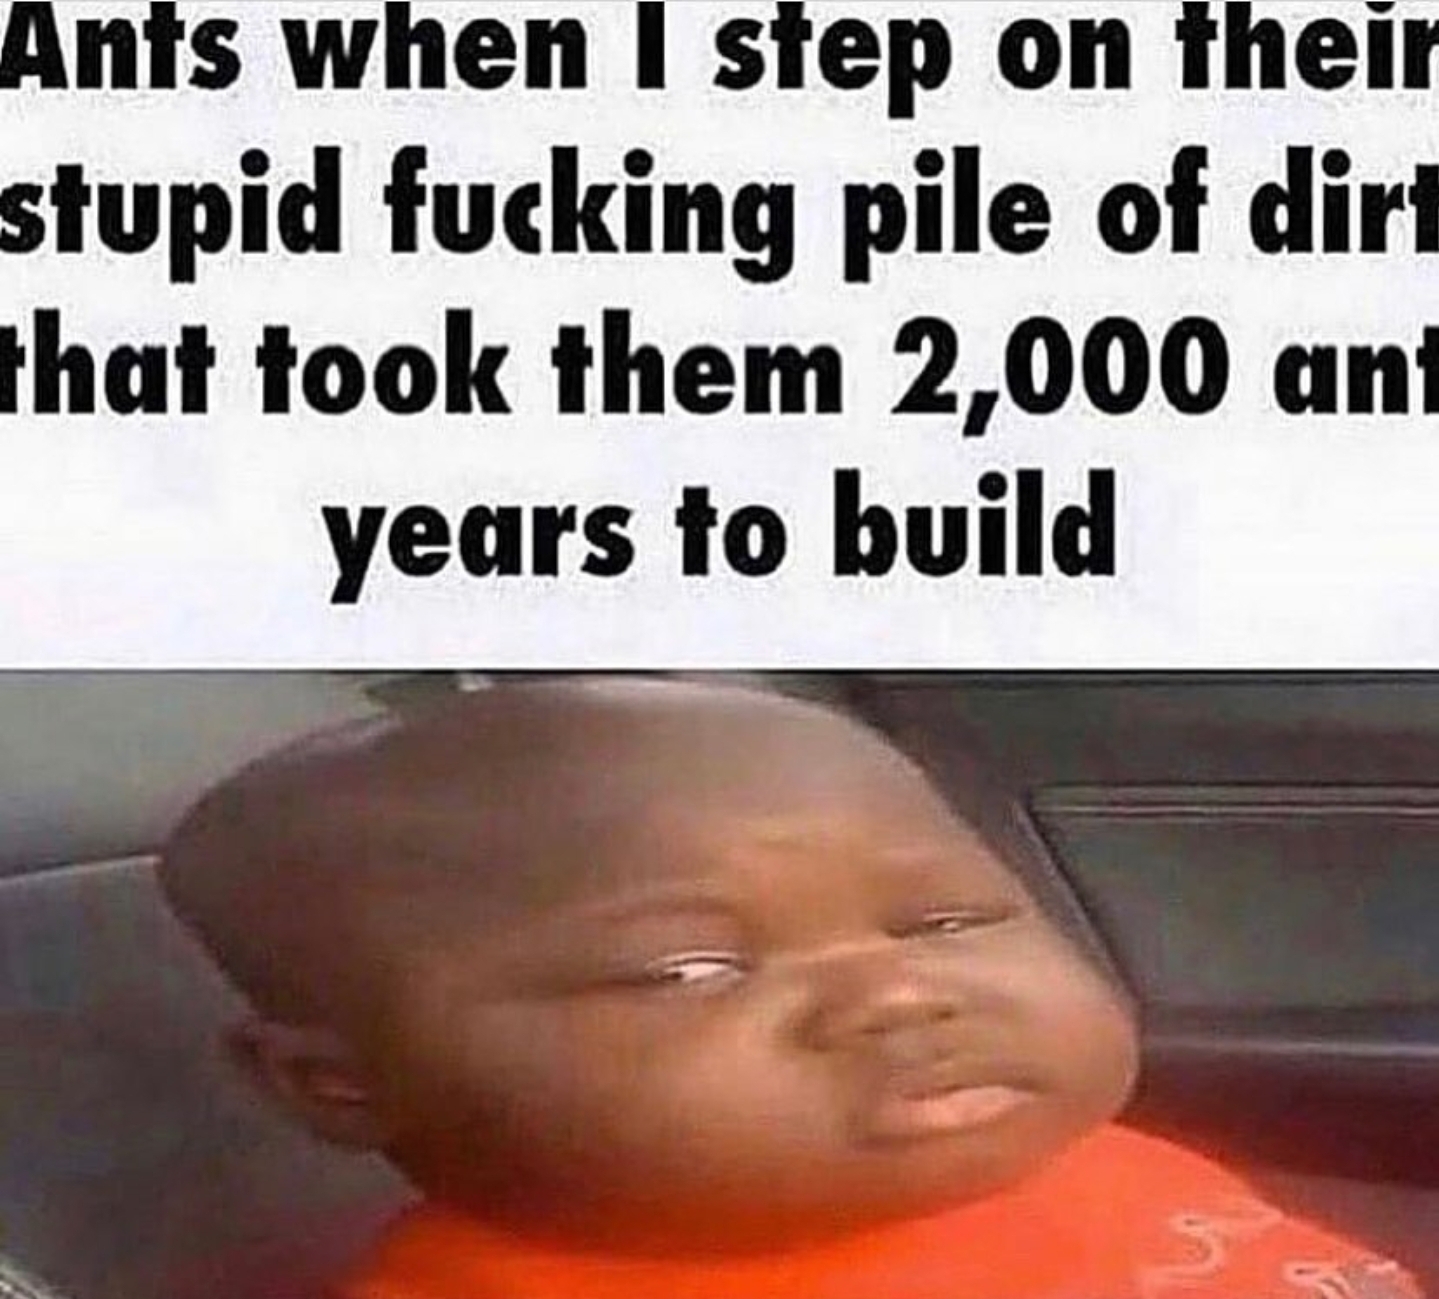 Ants when I step on their
stupid fucking pile of dirt
that took them 2,000 ant
years to build